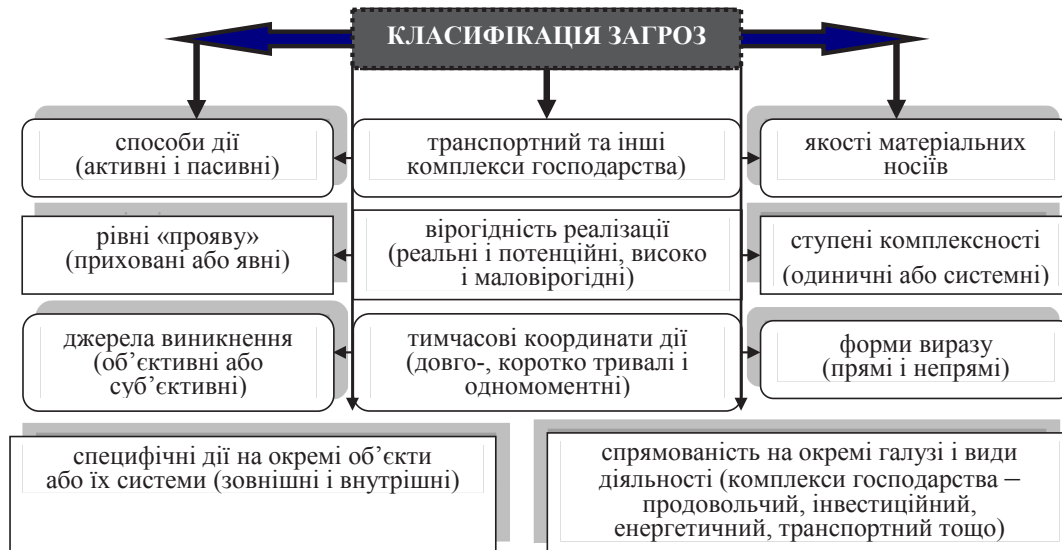 КЛАСИФІКАЦІЯ ЗАГРОЗ
способи дії
(активні і пасивні)
транспортний та інші
комплекси господарства)
якості матеріальних
носіїв
рівні «прояву»
(приховані або явні)
вірогідність реалізації
(реальні і потенційні, високо
і маловірогідні)
ступені комплексності
(одиничні або системні)
джерела виникнення
(об’єктивні або
суб’єктивні)
тимчасові координати дії
(довго-, коротко тривалі і
одномоментні)
форми виразу
(прямі і непрямі)
специфічні дії на окремі об’єкти
або їх системи (зовнішні і внутрішні)
спрямованість на окремі галузі і види
діяльності (комплекси господарства –
продовольчий, інвестиційний,
енергетичний, транспортний тощо)